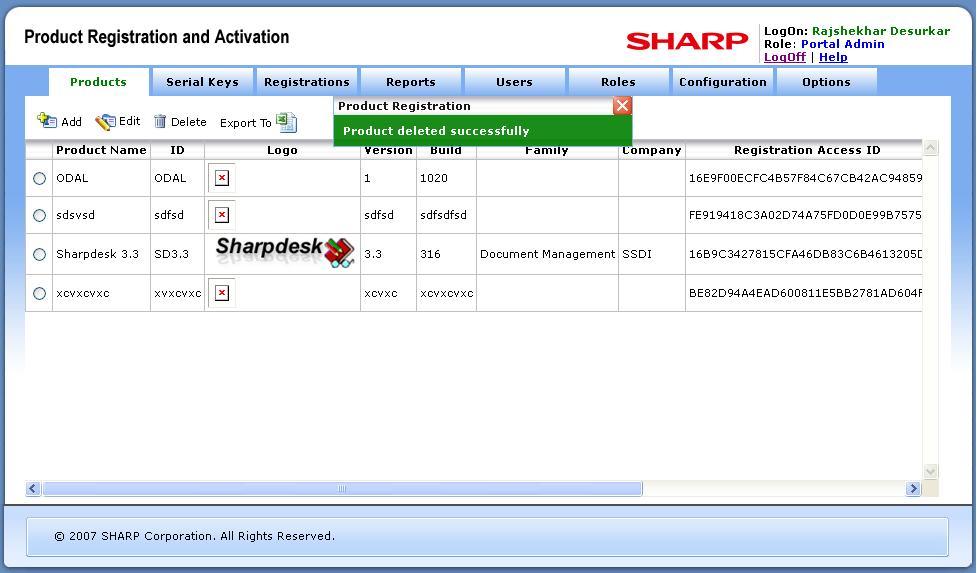 Product Registration and Activation
SHARP
LogOn: Rajshekhar Desurkar
Role: Portal Admin
LogOff | Help
Products Serial Keys Registrations Reports Users Roles Configuration Options
Add Edit Delete Export To
Product Registration
Product deleted successfully
Product Name ID Logo Version Build Family Company Registration Access ID
ODAL ODAL 1 1020 16E9F00ECFC4B57F84C67CB42AC94859
sdsvsd sdfsd sdfsd sdfsdfsd FE919418C3A02D74A75FD0D0E99B7575
Sharpdesk 3.3 SD3.3 Sharpdesk 3.3 316 Document Management SSDI 16B9C3427815CFA46DB83C6B4613205D
xcvxcvxc xvxcvxc xcvxc xcvxcvxc BE82D94A4EAD600811E5BB2781AD604F
© 2007 SHARP Corporation. All Rights Reserved.